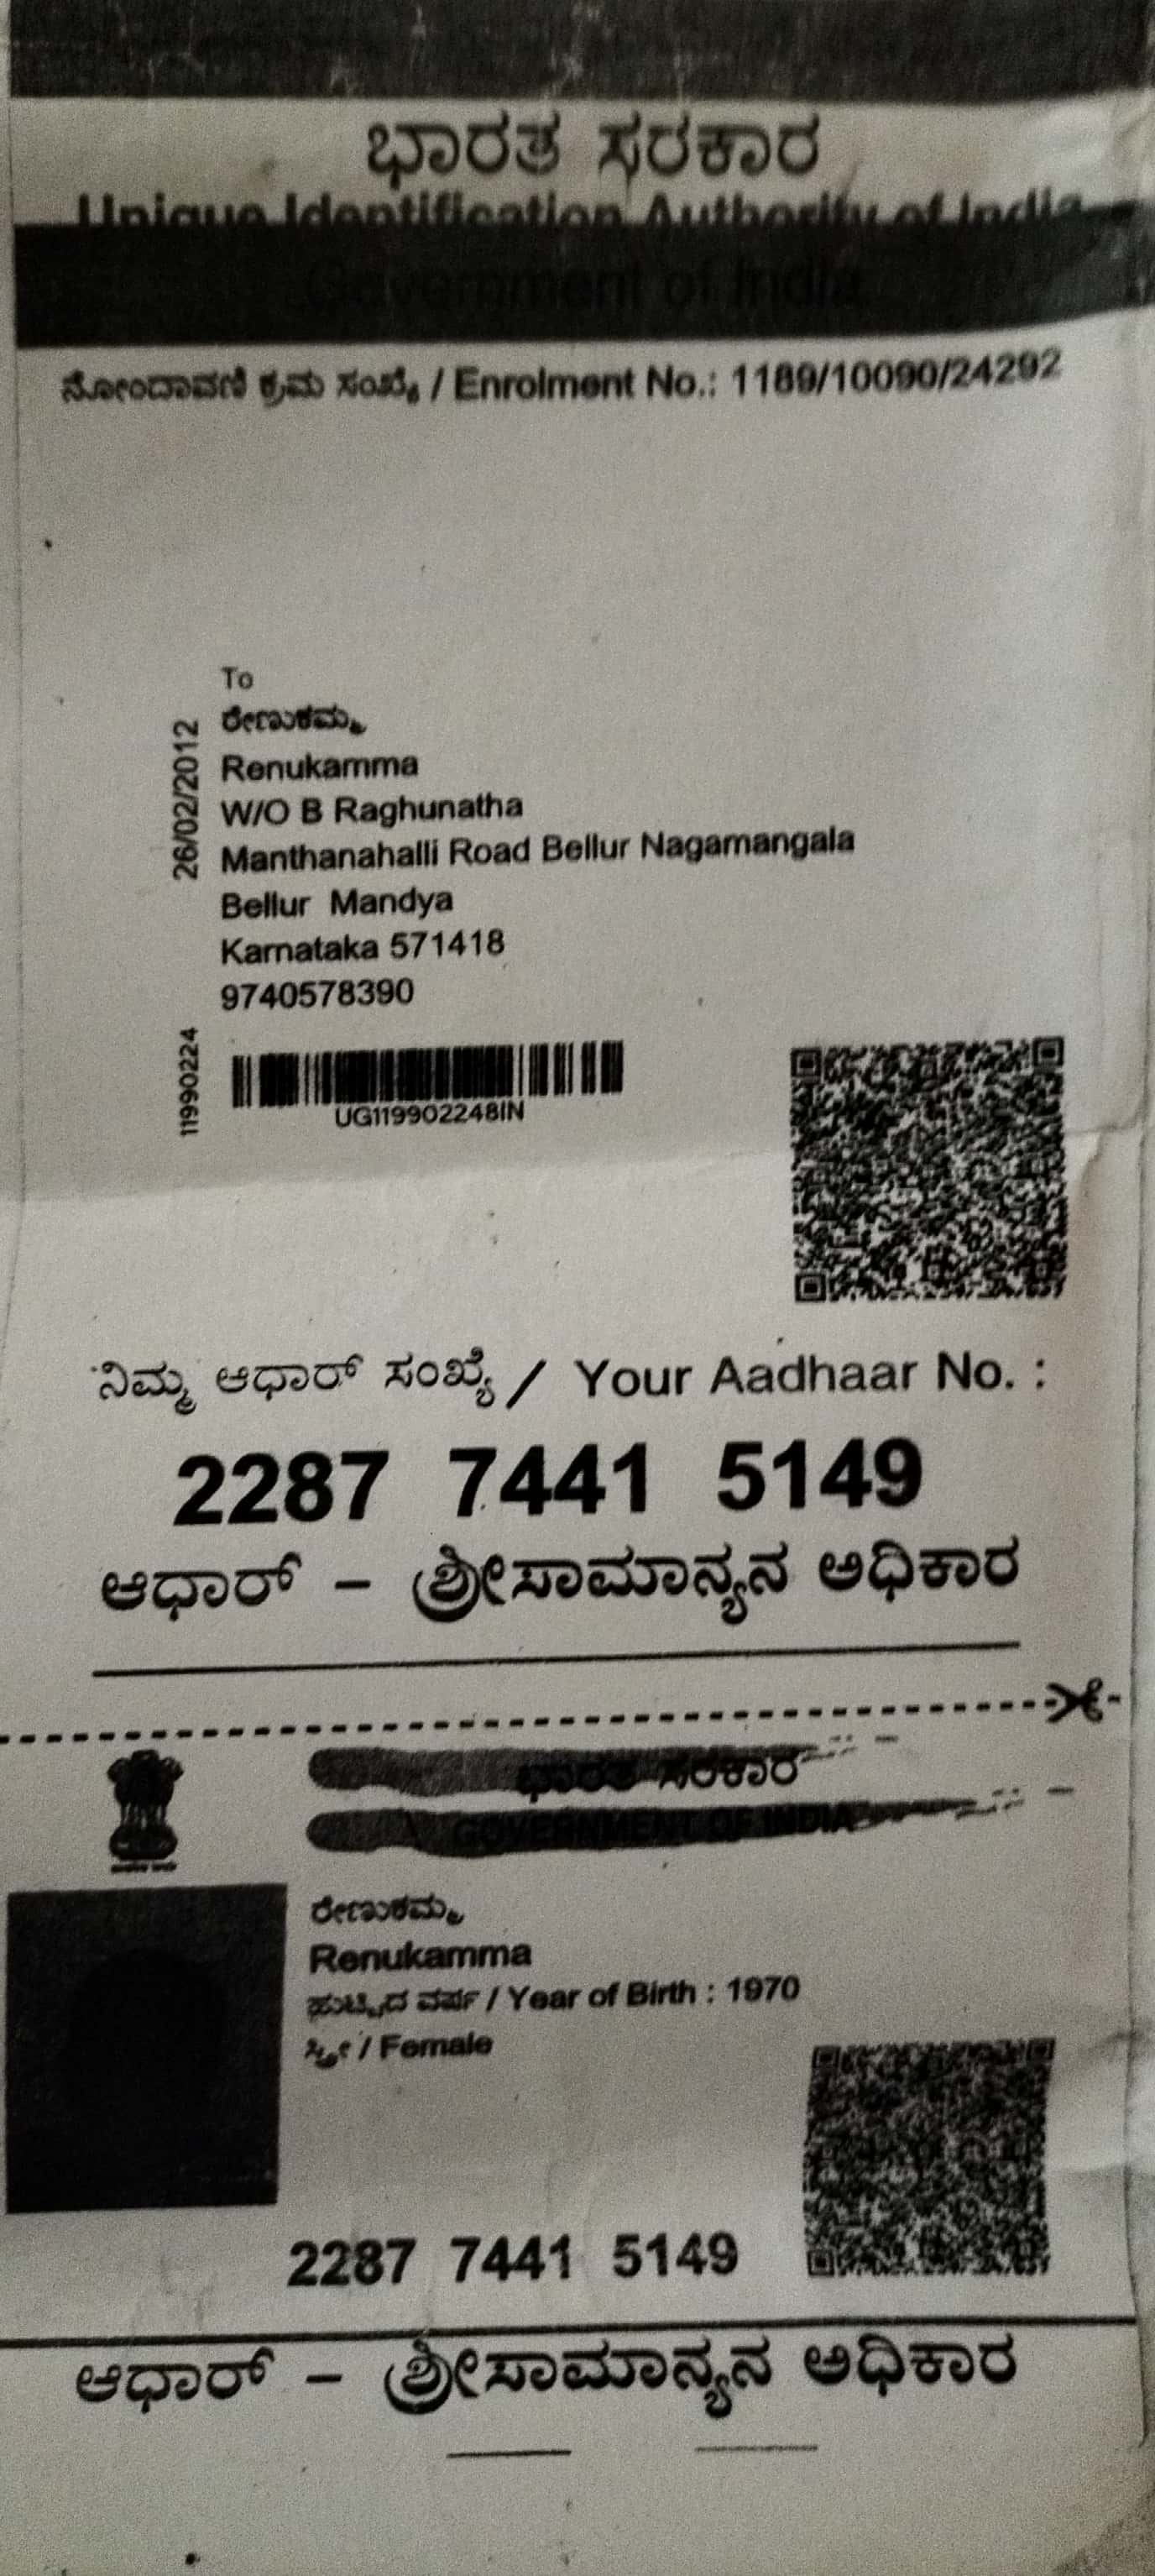 ಭಾರತ ಸರಕಾರ
Unique Identification Authority of India
Government of India
ನೋಂದಾವಣೆ ಕ್ರಮ ಸಂಖ್ಯೆ / Enrolment No.: 1189/10090/24292
To
ರೇಣುಕಮ್ಮ
Renukamma
W/O B Raghunatha
Manthanahalli Road Bellur Nagamangala
Bellur Mandya
Karnataka 571418
9740578390
26/02/2012
11990224
UG119902248IN
ನಿಮ್ಮ ಆಧಾರ್ ಸಂಖ್ಯೆ / Your Aadhaar No. :
2287 7441 5149
ಆಧಾರ್ – ಶ್ರೀಸಾಮಾನ್ಯನ ಅಧಿಕಾರ
ಭಾರತ ಸರಕಾರ
GOVERNMENT OF INDIA
ರೇಣುಕಮ್ಮ
Renukamma
ಹುಟ್ಟಿದ ವರ್ಷ / Year of Birth : 1970
ಸ್ತ್ರೀ / Female
2287 7441 5149
ಆಧಾರ್ – ಶ್ರೀಸಾಮಾನ್ಯನ ಅಧಿಕಾರ